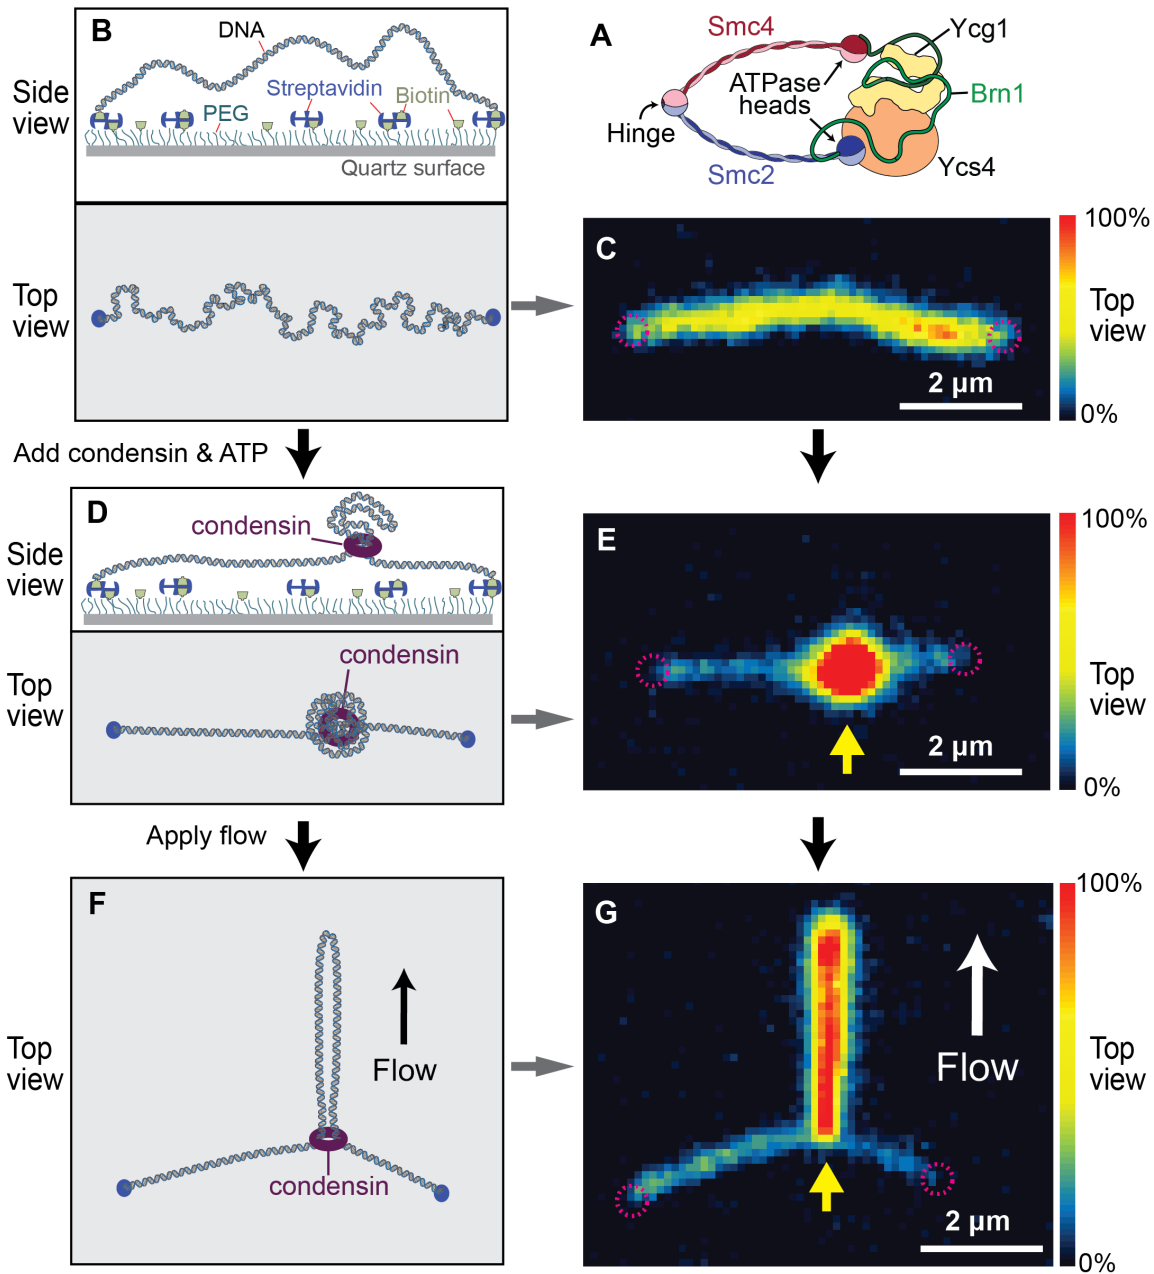 B
DNA
Side
view
Streptavidin
Biotin
PEG
Quartz surface
Top
view
A
Smc4
Ycg1
ATPase
heads
Brn1
Hinge
Smc2
Ycs4
C
100%
Top
view
2 µm
0%
Add condensin & ATP
D
condensin
Side
view
condensin
Top
view
E
100%
Top
view
2 µm
0%
Apply flow
F
Flow
Top
view
condensin
G
100%
Flow
Top
view
2 µm
0%